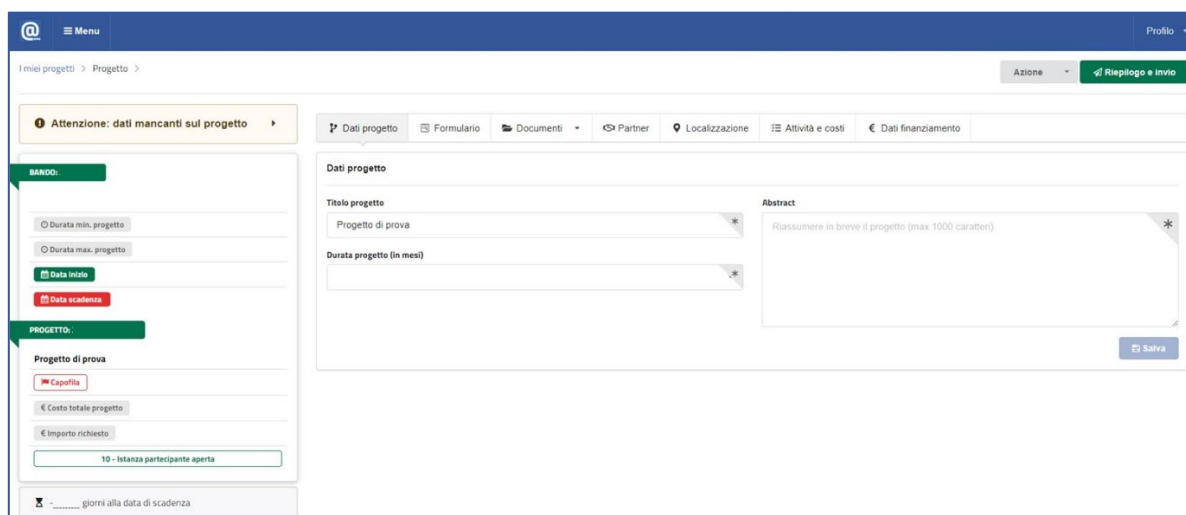 @ Menu Profilo
I miei progetti > Progetto >
Azione Riepilogo e invio
Attenzione: dati mancanti sul progetto
Dati progetto Formulario Documenti Partner Localizzazione Attività e costi € Dati finanziamento
BANDO:
Durata min. progetto
Durata max. progetto
Data inizio
Data scadenza
PROGETTO:
Progetto di prova
Capofila
€ Costo totale progetto
€ Importo richiesto
10 - Istanza partecipante aperta
-_______ giorni alla data di scadenza
Dati progetto
Titolo progetto
Progetto di prova *
Durata progetto (in mesi)
*
Abstract
Riassumere in breve il progetto (max 1000 caratteri) *
Salva